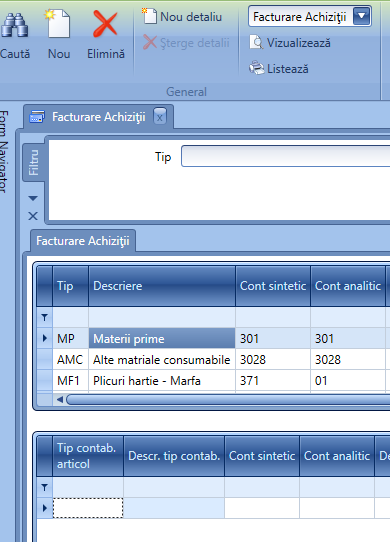 Caută
Nou
Elimină
Nou detaliu
Șterge detalii
Facturare Achiziţii
Vizualizează
Listează
General
Form Navigator
Facturare Achiziţii x
Filtru
Tip
Facturare Achiziţii
Tip Descriere Cont sintetic Cont analitic
MP Materii prime 301 301
AMC Alte matriale consumabile 3028 3028
MF1 Plicuri hartie - Marfa 371 01
Tip contab. articol Descr. tip contab. Cont sintetic Cont analitic De